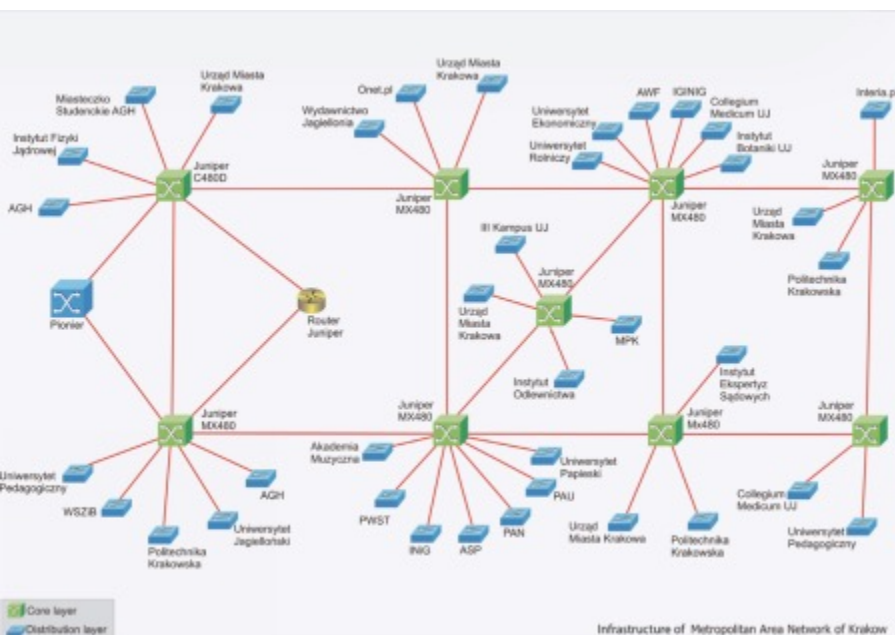 Urząd Miasta
Krakowa
Miasteczko
Studenckie AGH
Instytut Fizyki
Jądrowej
AGH
Juniper
C480D
Onet.pl
Urząd Miasta
Krakowa
Wydawnictwo
Jagiellonia
Juniper
MX480
AWF
IGINIG
Uniwersytet
Ekonomiczny
Collegium
Medicum UJ
Uniwersytet
Rolniczy
Instytut
Botaniki UJ
Juniper
MX480
Interia.p
Juniper
MX480
Urząd
Miasta
Krakowa
Politechnika
Krakowska
III Kampus UJ
Juniper
MX480
Urząd
Miasta
Krakowa
MPK
Instytut
Odlewnictwa
Pionier
Router
Juniper
Juniper
MX480
Uniwersytet
Pedagogiczny
WSZiB
Politechnika
Krakowska
Uniwersytet
Jagielloński
AGH
Juniper
MX480
Akademia
Muzyczna
PWST
INIG
ASP
PAN
PAU
Uniwersytet
Papieski
Instytut
Ekspertyz
Sądowych
Juniper
Mx480
Urząd
Miasta Krakowa
Politechnika
Krakowska
Juniper
MX480
Collegium
Medicum UJ
Uniwersytet
Pedagogiczny
Core layer
Distribution layer
Infrastructure of Metropolitan Area Network of Krakow